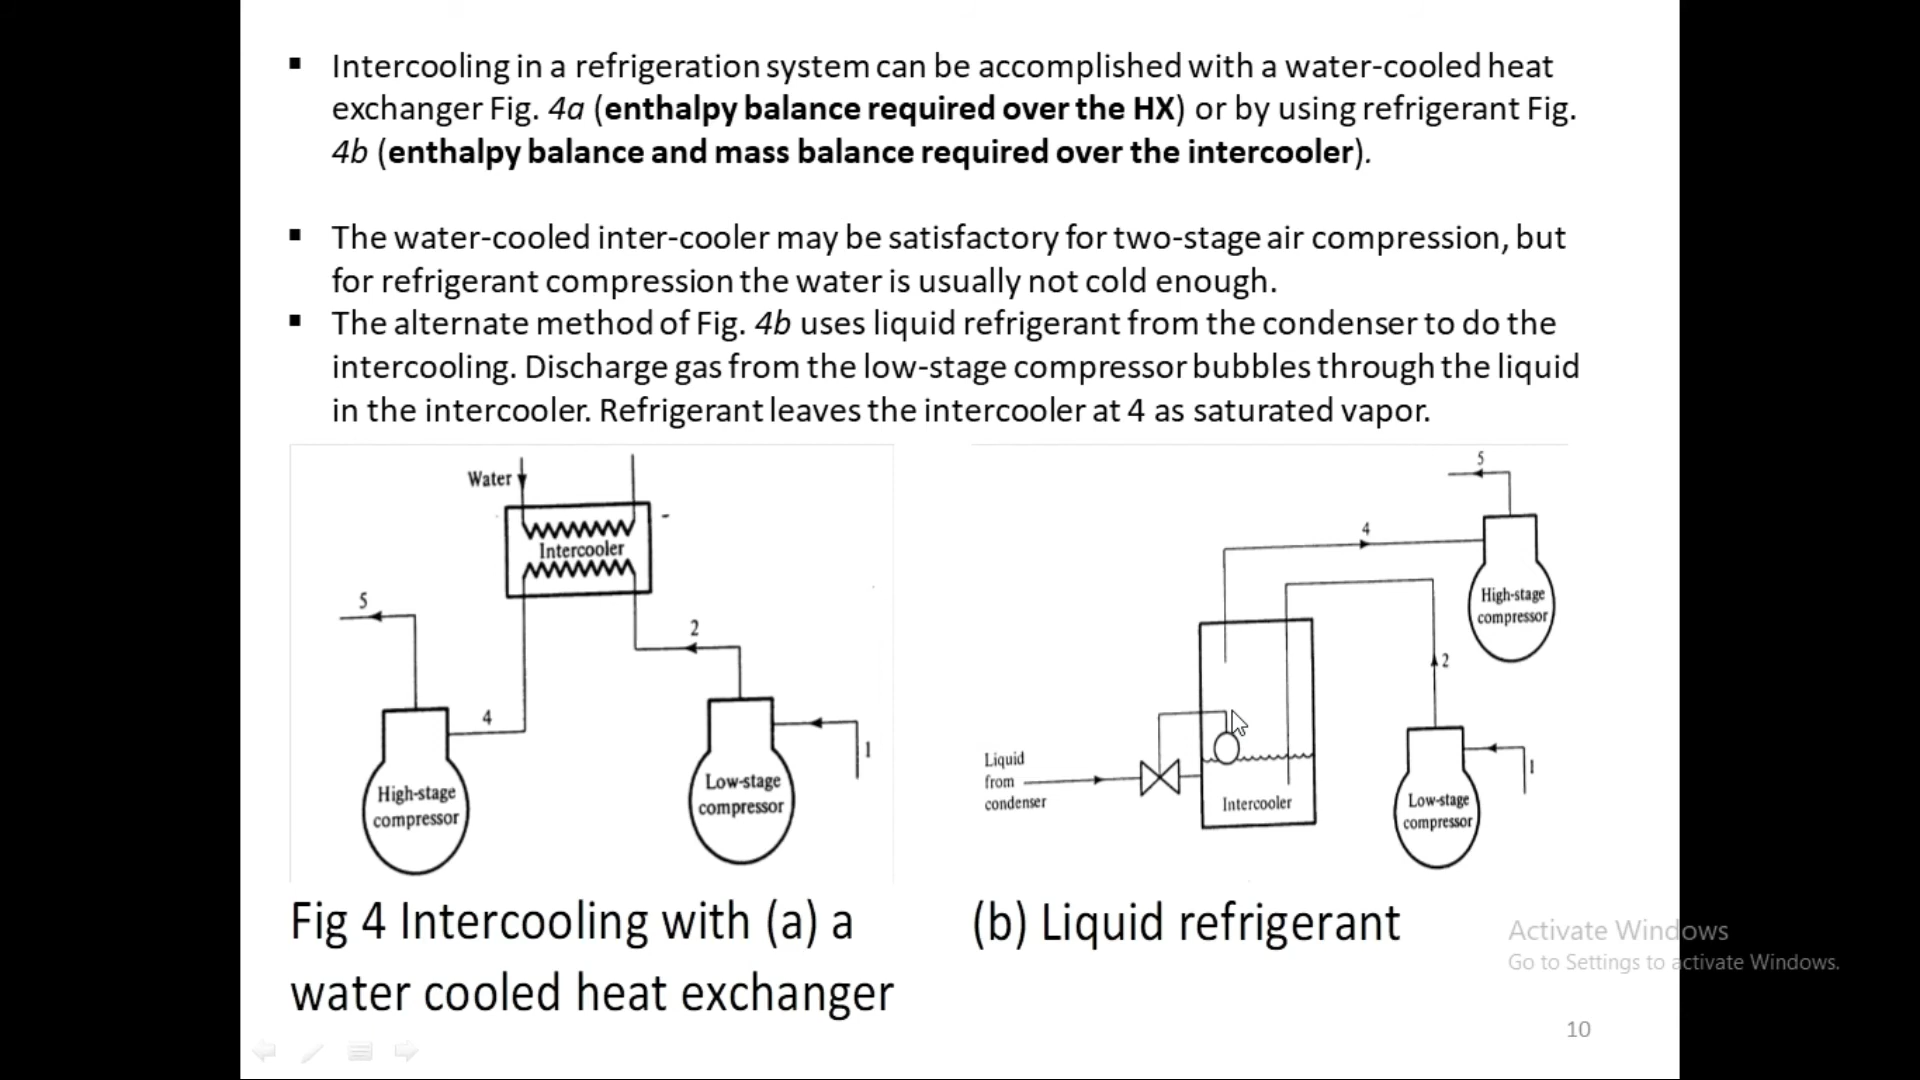 ▪ Intercooling in a refrigeration system can be accomplished with a water-cooled heat
exchanger Fig. 4a (enthalpy balance required over the HX) or by using refrigerant Fig.
4b (enthalpy balance and mass balance required over the intercooler).
▪ The water-cooled inter-cooler may be satisfactory for two-stage air compression, but
for refrigerant compression the water is usually not cold enough.
▪ The alternate method of Fig. 4b uses liquid refrigerant from the condenser to do the
intercooling. Discharge gas from the low-stage compressor bubbles through the liquid
in the intercooler. Refrigerant leaves the intercooler at 4 as saturated vapor.
Water
Intercooler
5
2
4
1
High-stage
compressor
Low-stage
compressor
5
4
High-stage
compressor
2
Liquid
from
condenser
Intercooler
1
Low-stage
compressor
Fig 4 Intercooling with (a) a
water cooled heat exchanger
(b) Liquid refrigerant
Activate Windows
Go to Settings to activate Windows.
10